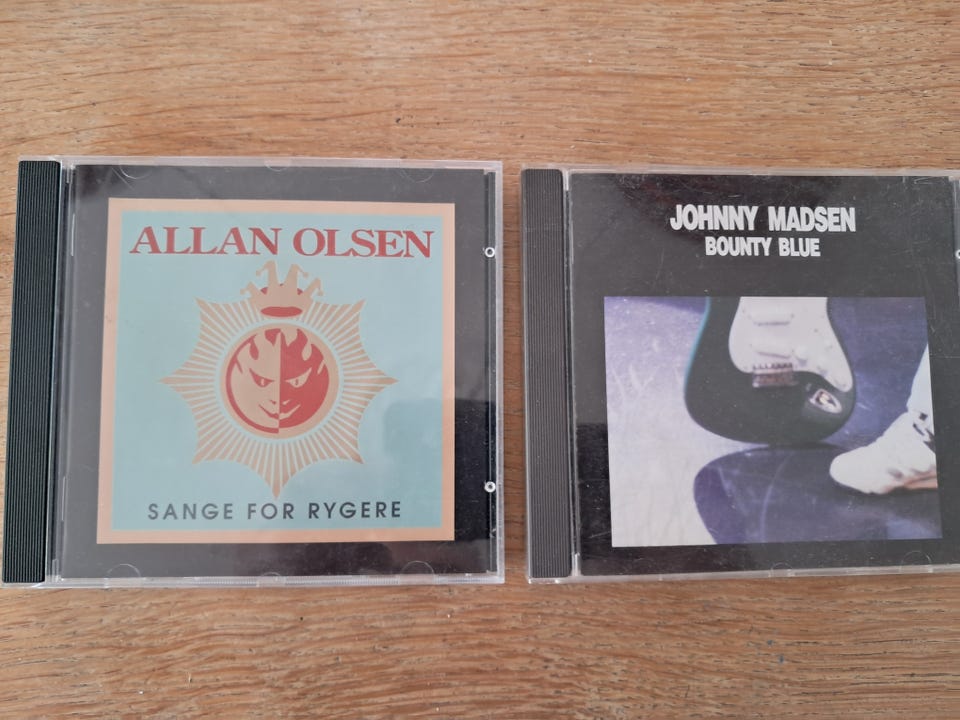 ALLAN OLSEN
SANGE FOR RYGERE
JOHNNY MADSEN
BOUNTY BLUE